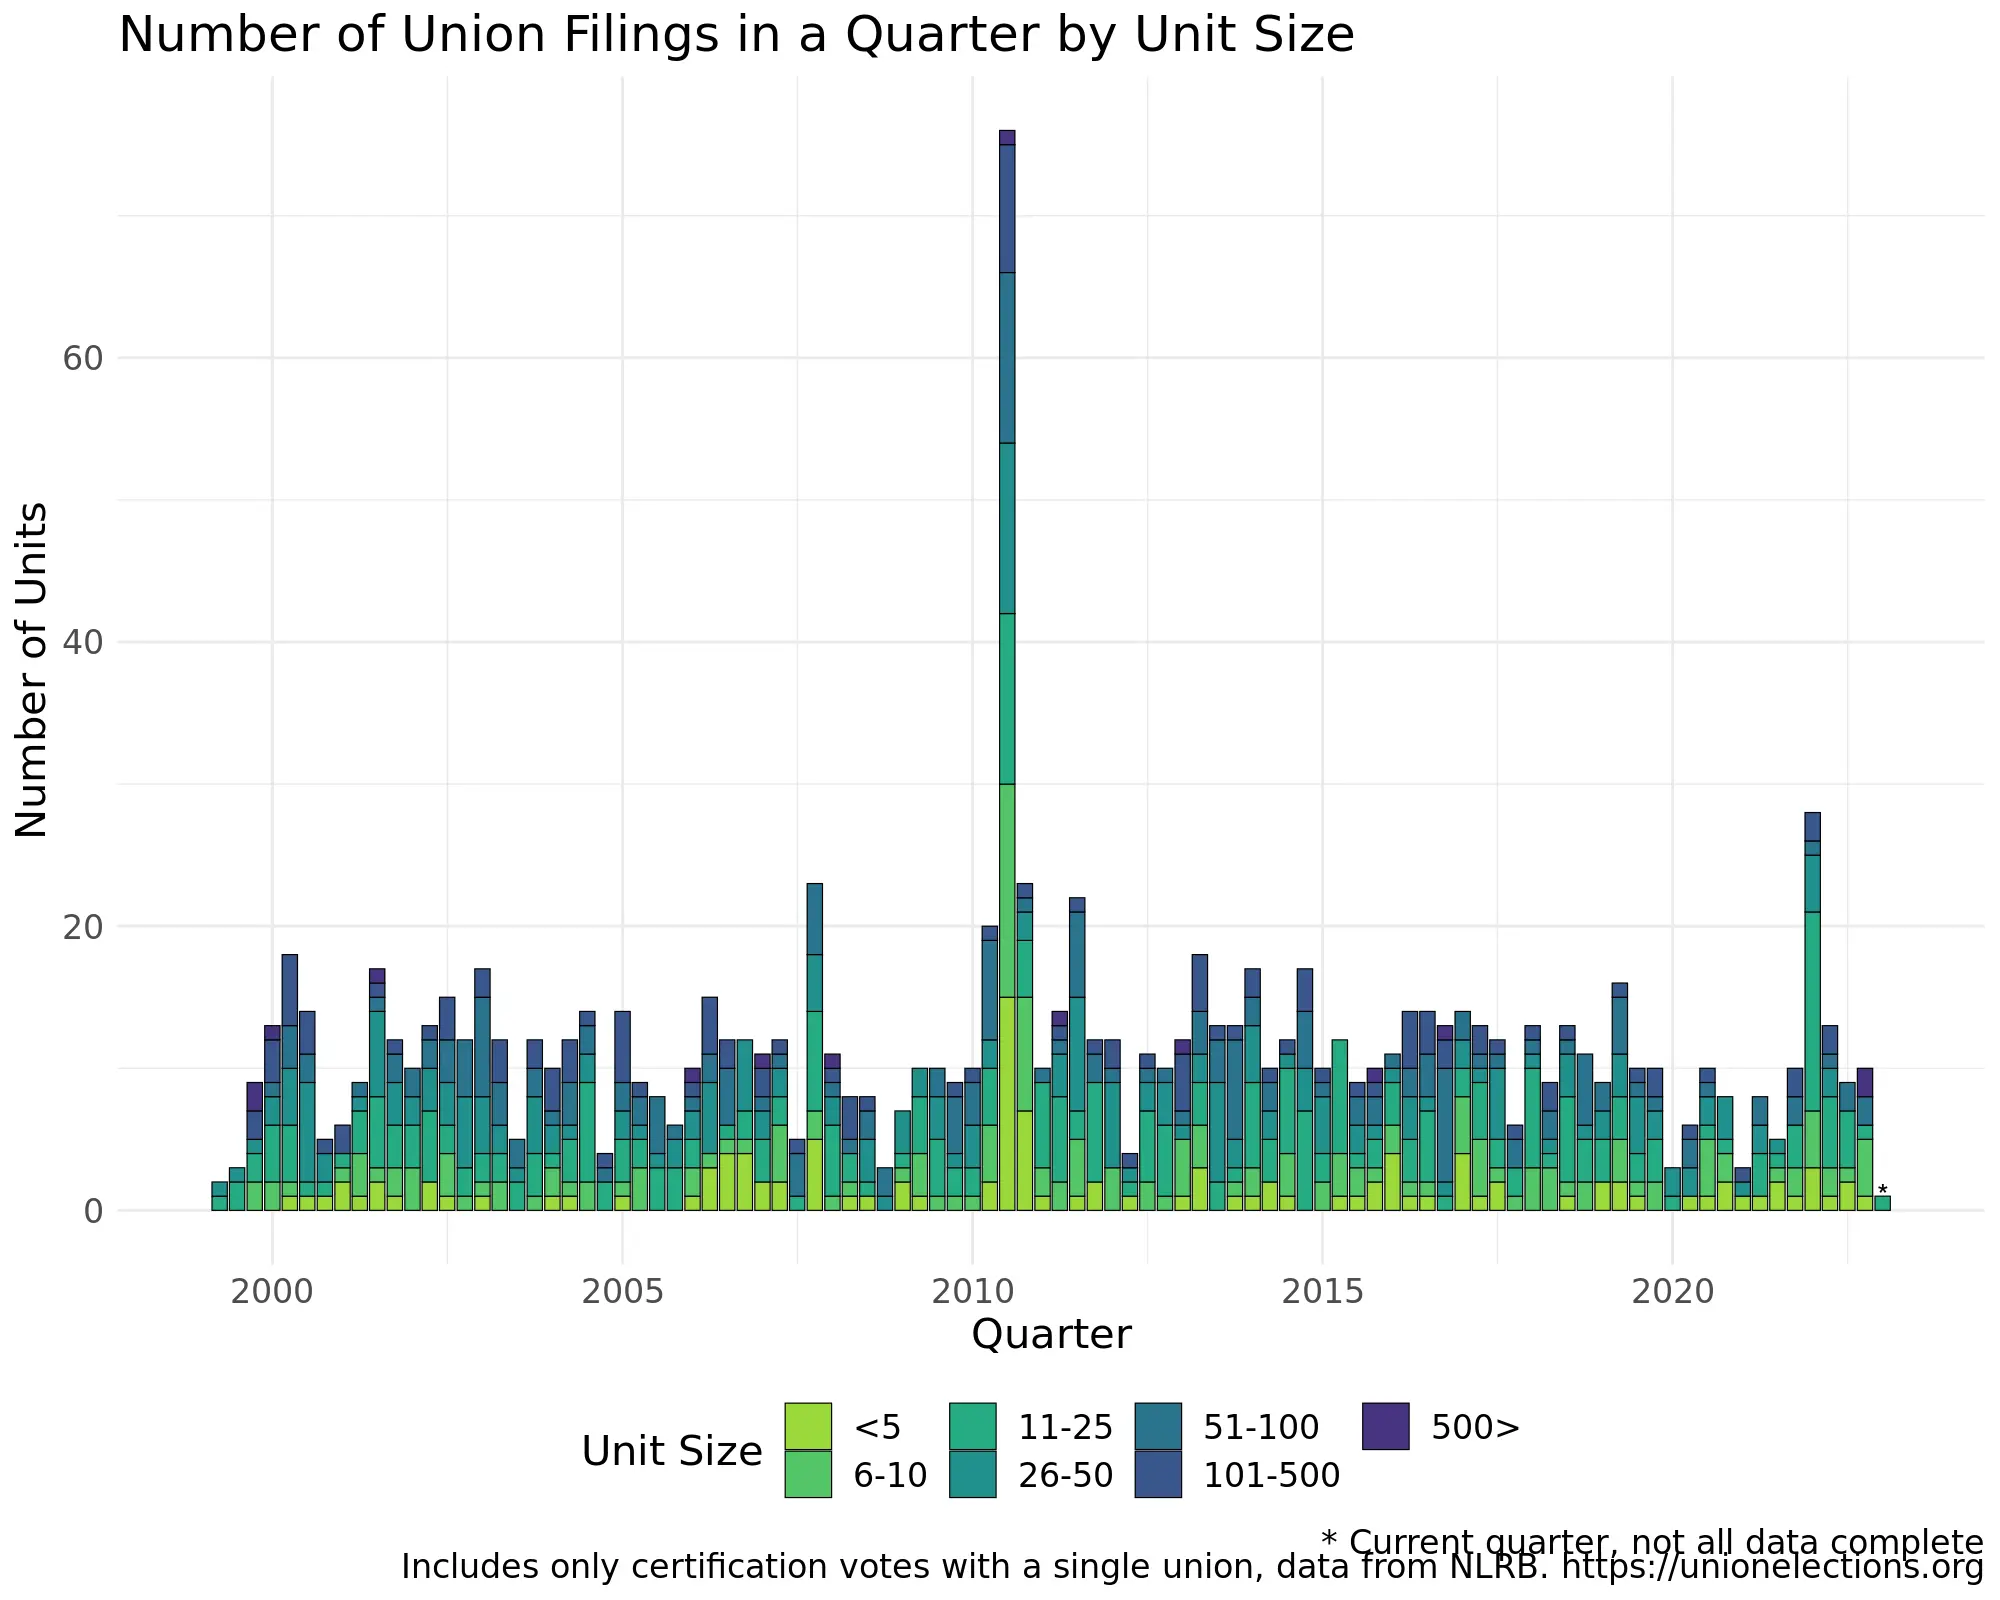 Number of Union Filings in a Quarter by Unit Size
Number of Units
60
40
20
0
*
2000 2005 2010 2015 2020
Quarter
Unit Size
<5 11-25 51-100 500>
6-10 26-50 101-500
* Current quarter, not all data complete
Includes only certification votes with a single union, data from NLRB. https://unionelections.org